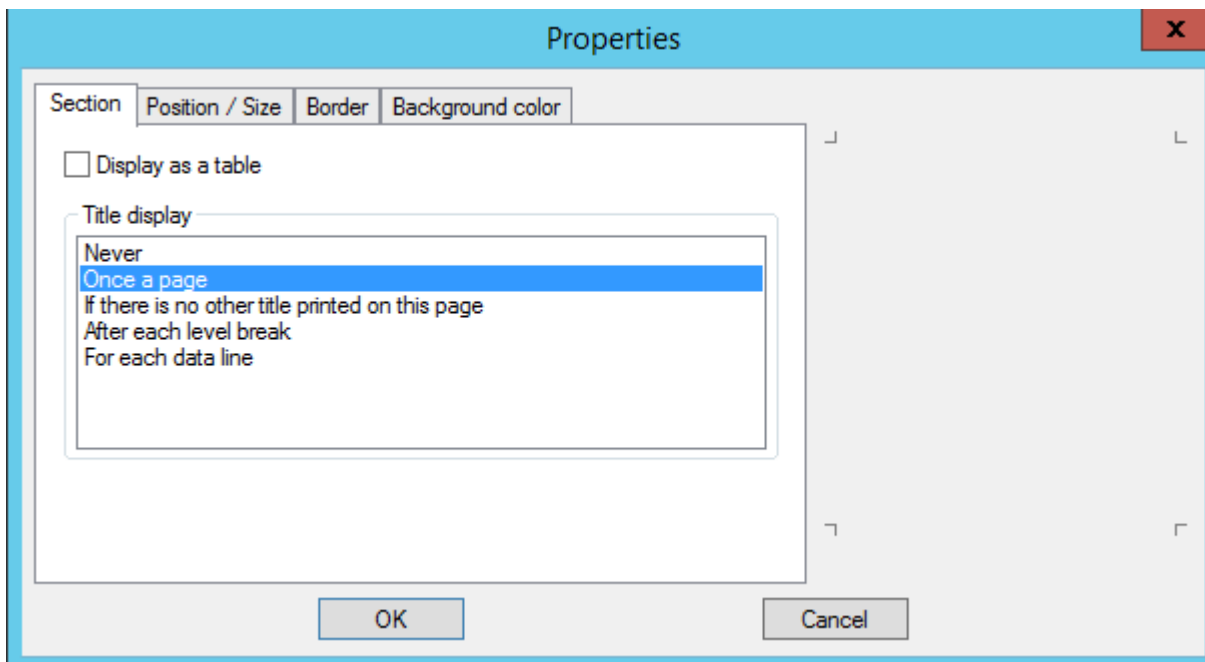 Properties
x
Section Position / Size Border Background color
Display as a table
Title display
Never
Once a page
If there is no other title printed on this page
After each level break
For each data line
OK Cancel